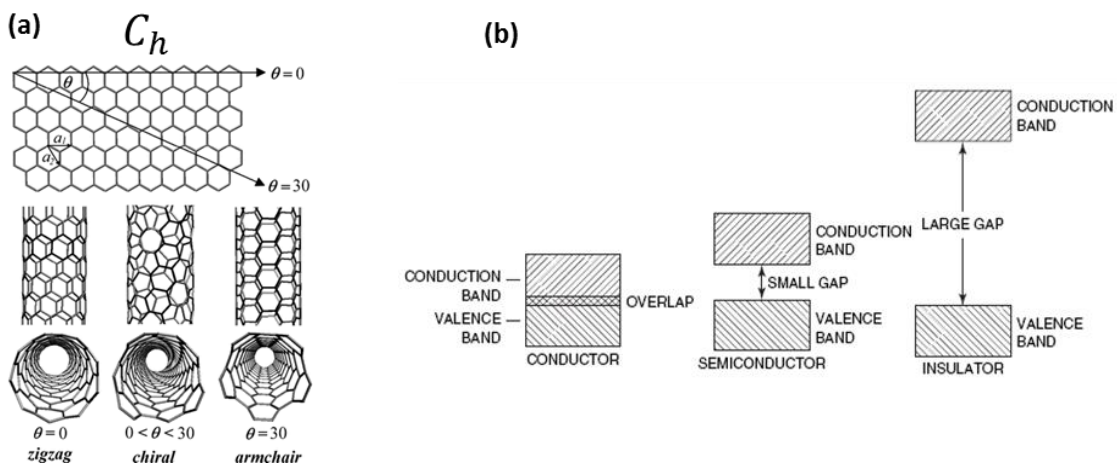 (a)
C_h
θ = 0
θ
a₁
a₂
θ = 30
θ = 0
zigzag
0 < θ < 30
chiral
θ = 30
armchair
(b)
CONDUCTION
BAND
VALENCE
BAND
OVERLAP
CONDUCTOR
CONDUCTION
BAND
SMALL GAP
VALENCE
BAND
SEMICONDUCTOR
CONDUCTION
BAND
LARGE GAP
VALENCE
BAND
INSULATOR